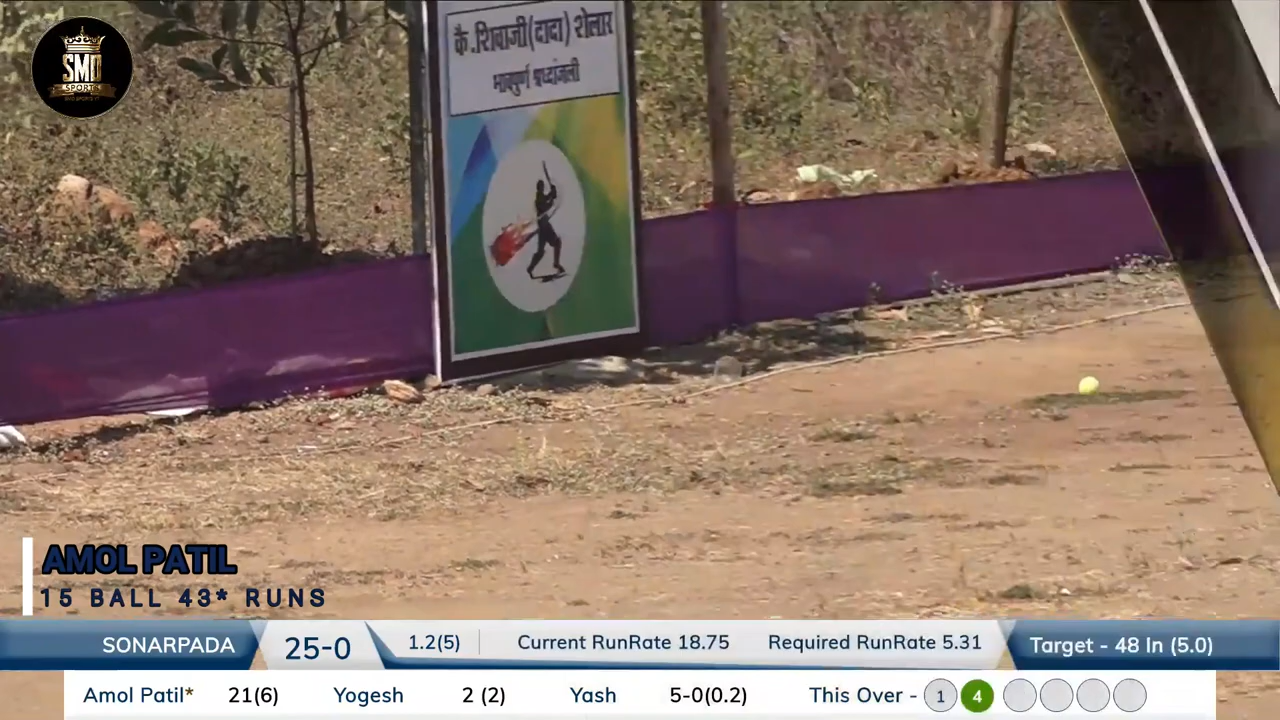 SMD
SPORTS
कै.शिवाजी(दादा) शेलार
भावपुर्ण श्रध्दांजली
AMOL PATIL
15 BALL 43* RUNS
SONARPADA 25-0 1.2(5) Current RunRate 18.75 Required RunRate 5.31 Target - 48 In (5.0)
Amol Patil* 21(6) Yogesh 2 (2) Yash 5-0(0.2) This Over - 1 4